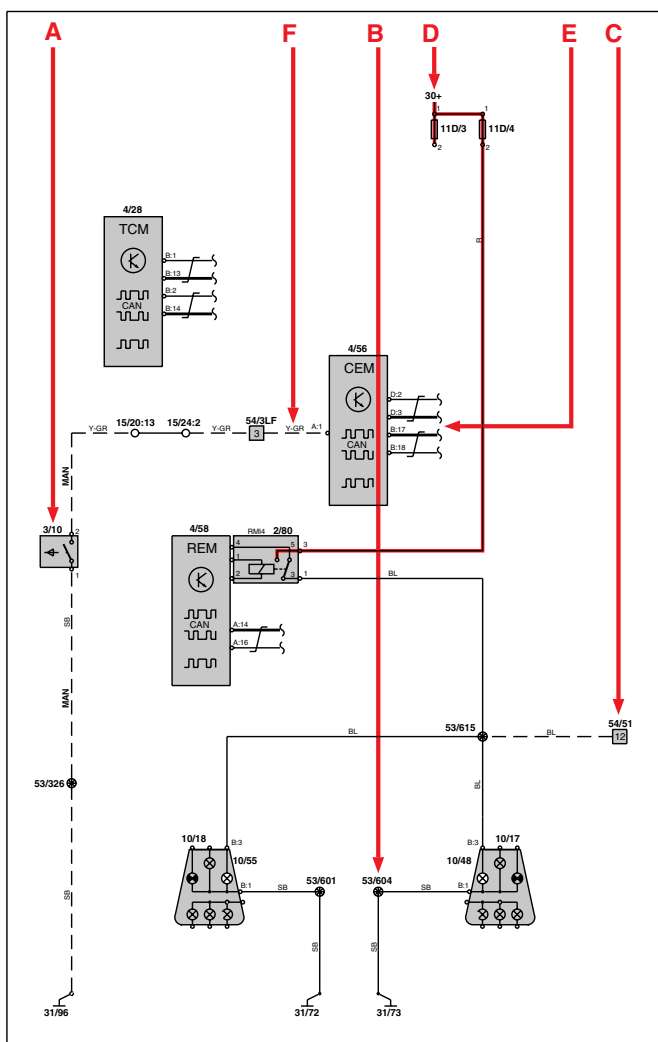 A F B D E C
30+
1 1
11D/3 11D/4
2 2
B
4/28
TCM
B:1
B:13
B:2
CAN
B:14
4/56
CEM
D:2
D:3
B:17
CAN
B:18
Y-GR 15/20:13 Y-GR 15/24:2 Y-GR 54/3LF 3 Y-GR A:1
MAN
3/10 2
1
SB
MAN
4/58 RMI4 2/80
REM 4 5 3
1
2 3 1 BL
A:14
CAN
A:16
54/51
BL 53/615 BL 12
53/326
BL
10/18 B:3 B:3 10/17
10/55 10/48
B:1 SB 53/601 53/604 SB B:1
SB SB SB
31/96 31/72 31/73